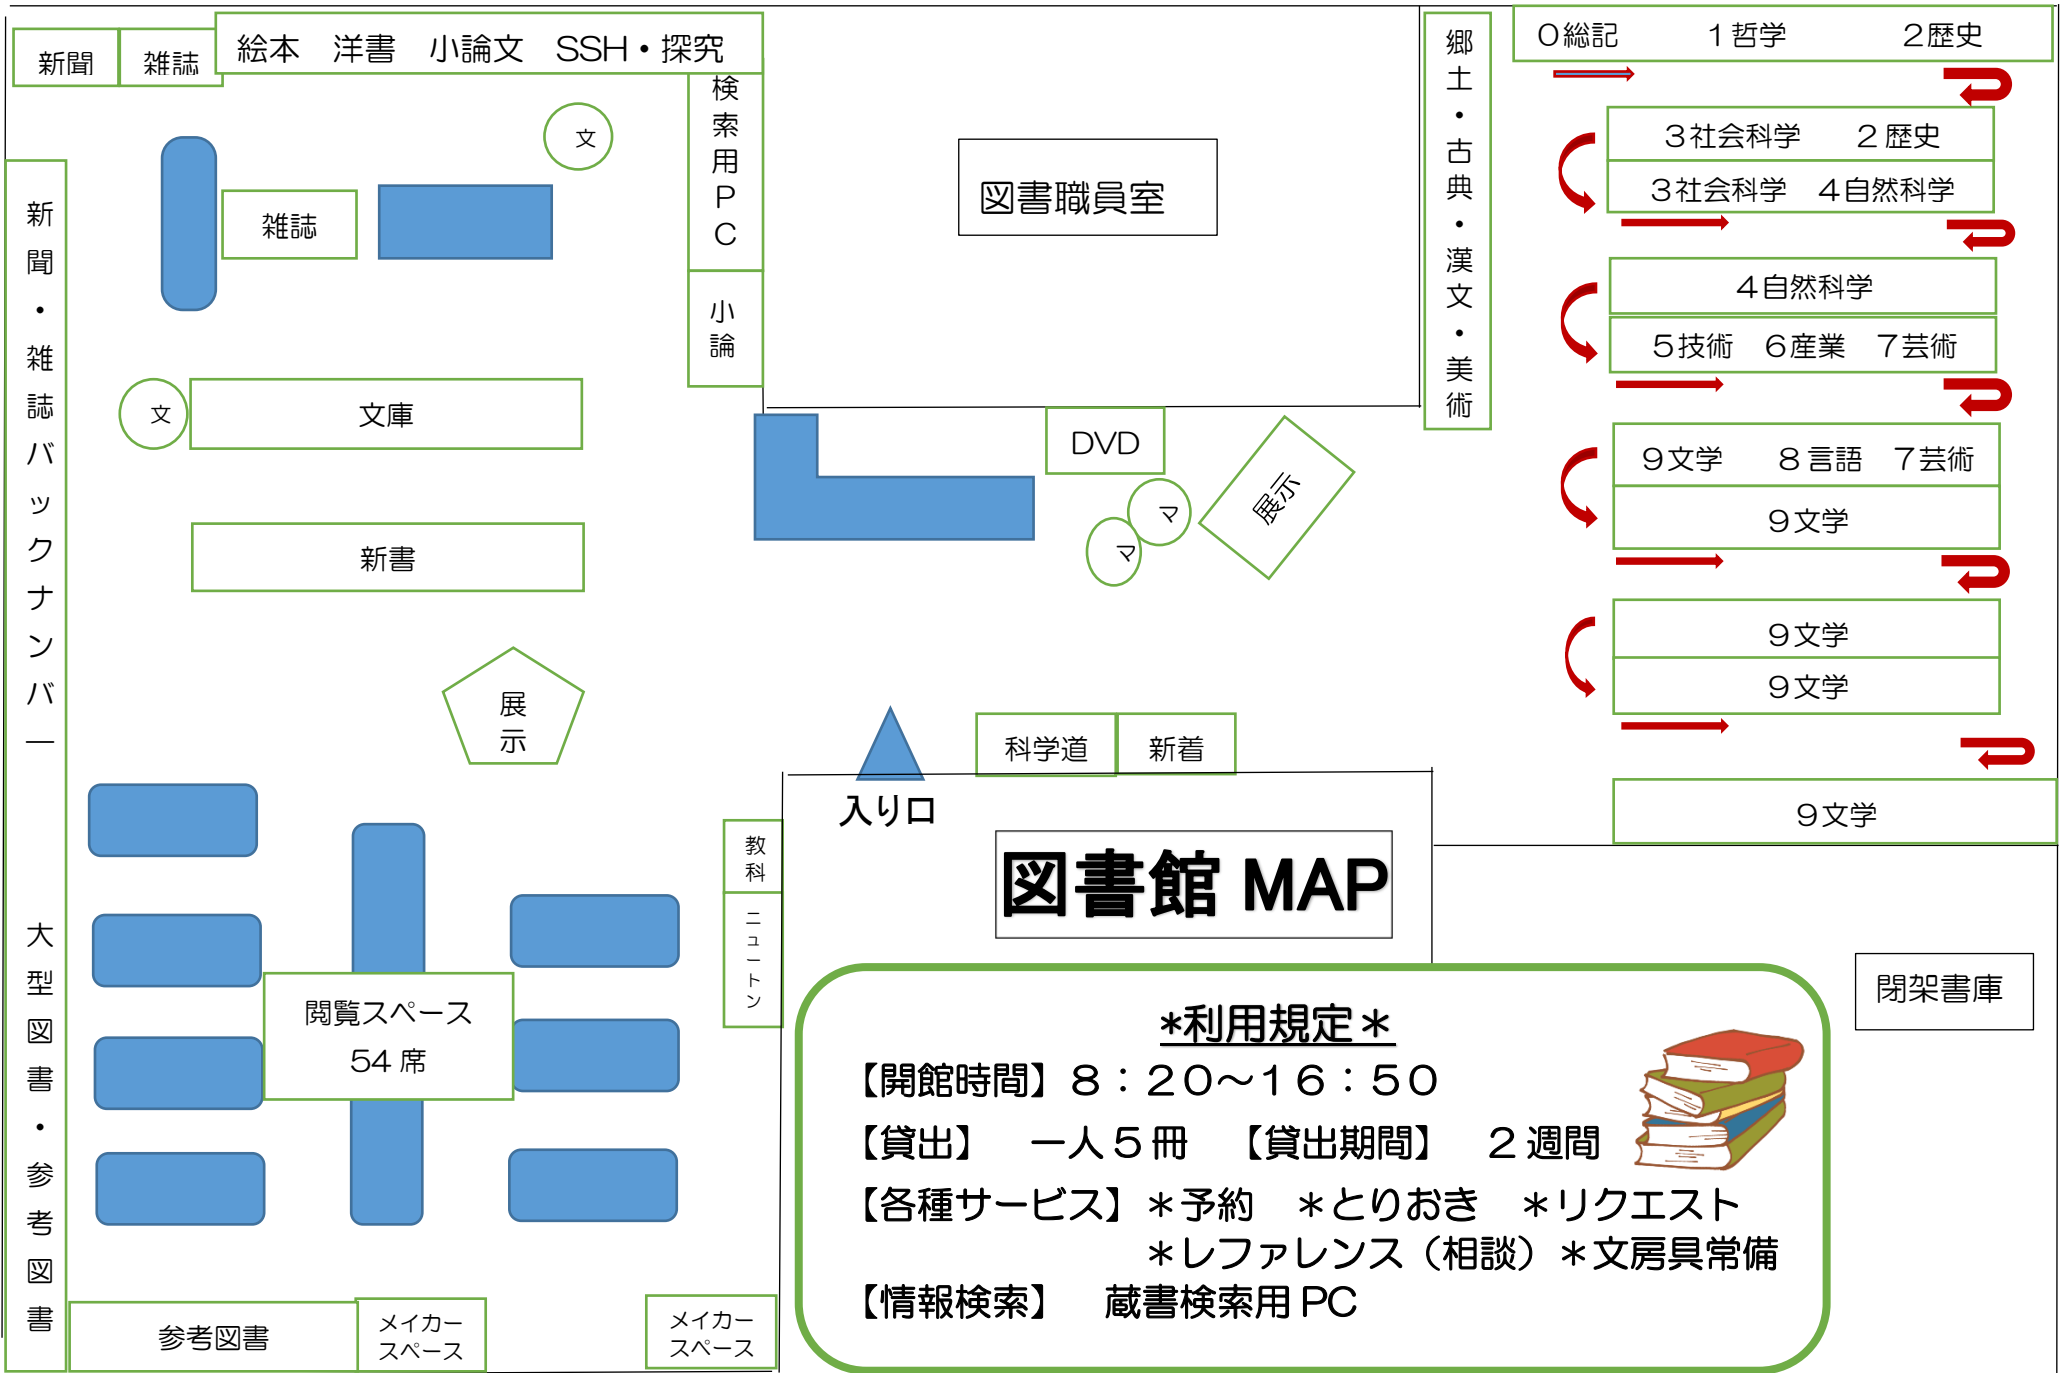 新聞
雑誌
絵本　洋書　小論文　SSH・探究
検索用PC
小論
文
雑誌
新聞・雑誌バックナンバー
大型図書・参考図書
文
文庫
新書
展示
図書職員室
郷土・古典・漢文・美術
DVD
マ
マ
展示
０総記　１哲学　２歴史
３社会科学　２歴史
３社会科学　４自然科学
４自然科学
５技術　６産業　７芸術
９文学　８言語　７芸術
９文学
９文学
９文学
９文学
科学道
新着
入り口
教科
ニュートン
閲覧スペース
54 席
参考図書
メイカー
スペース
メイカー
スペース
図書館 MAP
閉架書庫
＊利用規定＊
【開館時間】８：２０～１６：５０
【貸出】　一人５冊　【貸出期間】　２週間
【各種サービス】＊予約　＊とりおき　＊リクエスト
＊レファレンス（相談）＊文房具常備
【情報検索】　蔵書検索用 PC